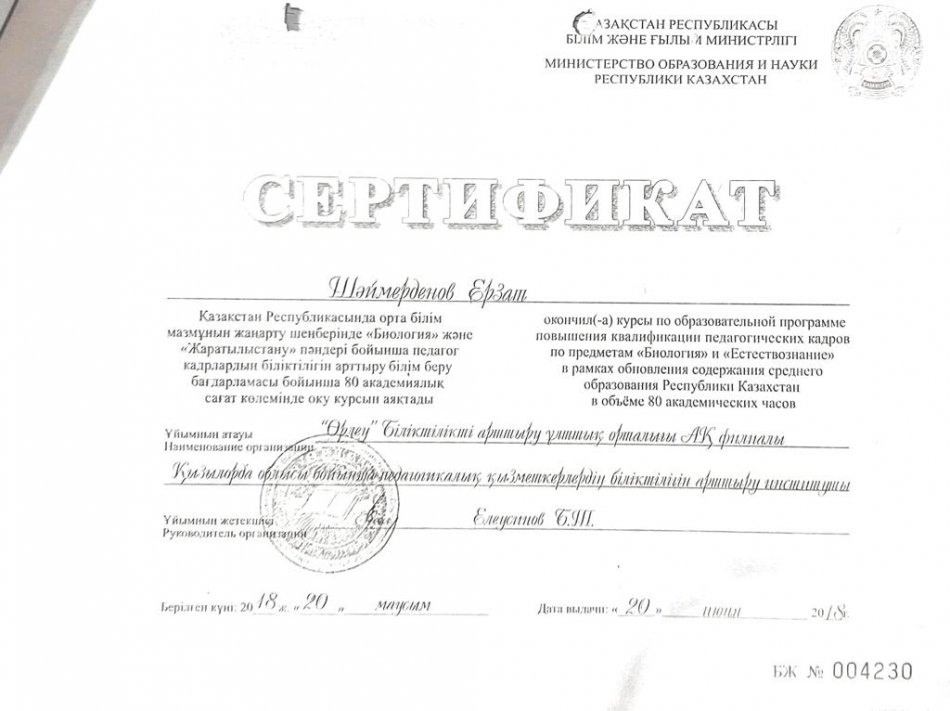 ҚАЗАҚСТАН РЕСПУБЛИКАСЫ
БІЛІМ ЖӘНЕ ҒЫЛЫМ МИНИСТРЛІГІ
МИНИСТЕРСТВО ОБРАЗОВАНИЯ И НАУКИ
РЕСПУБЛИКИ КАЗАХСТАН
СЕРТИФИКАТ
Шәймерденов Ерзат
Қазақстан Республикасында орта білім
мазмұнын жаңарту шенберінде «Биология» және
«Жаратылыстану» пәндері бойынша педагог
кадрлардың біліктілігін арттыру білім беру
бағдарламасы бойынша 80 академиялық
сағат көлемінде оқу курсын аяқтады
окончил(-а) курсы по образовательной программе
повышения квалификации педагогических кадров
по предметам «Биология» и «Естествознание»
в рамках обновления содержания среднего
образования Республики Казахстан
в объёме 80 академических часов
Ұйымның атауы "Өрлеу" Біліктілікті арттыру ұлттық орталығы АҚ филиалы
Наименование организации
Қызылорда облысы бойынша педагогикалық қызметкерлердің біліктілігін арттыру институты
Ұйымның жетекшісі Елеусинов Б.Т.
Руководитель организации
Берілген күні: 2018 ж. «20» маусым
Дата выдачи: «20» июнь 2018г.
БЖ № 004230